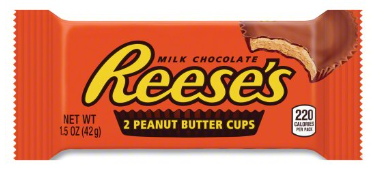 MILK CHOCOLATE
Reese's
2 PEANUT BUTTER CUPS
NET WT
1.5 OZ (42g)
220
CALORIES
PER PACK